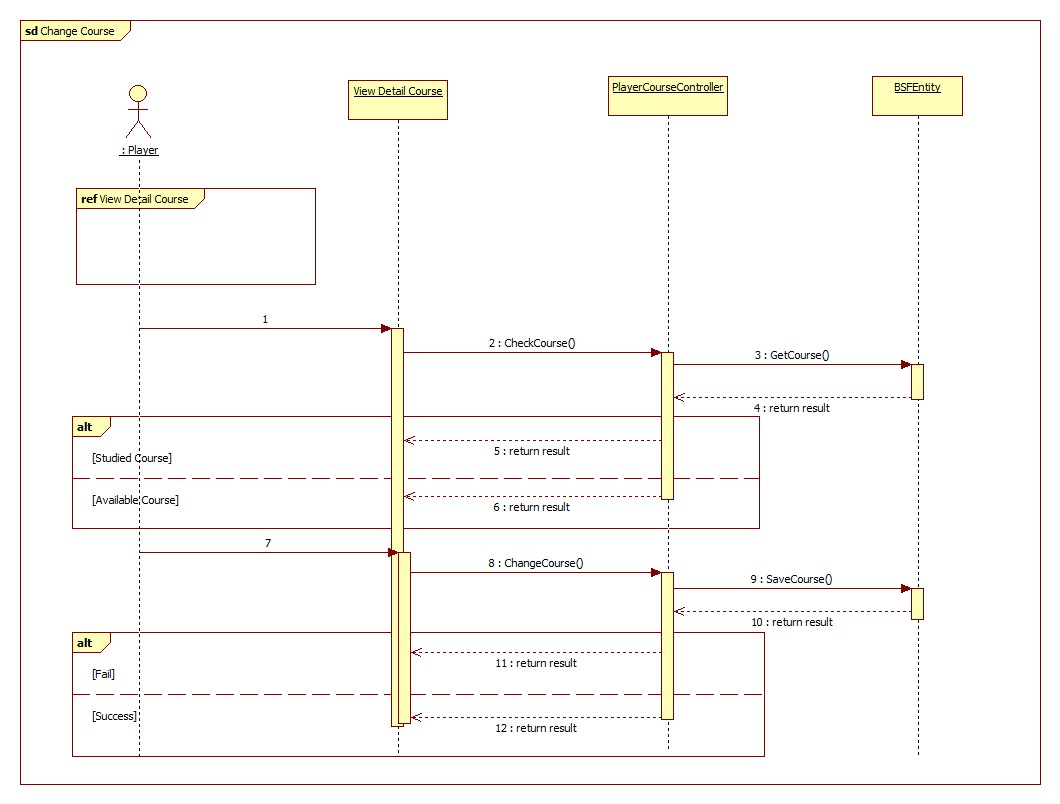 sd Change Course
View Detail Course
PlayerCourseController
BSFEntity
: Player
ref View Detail Course
1
2 : CheckCourse()
3 : GetCourse()
4 : return result
alt
5 : return result
[Studied Course]
[Available Course]
6 : return result
7
8 : ChangeCourse()
9 : SaveCourse()
10 : return result
alt
11 : return result
[Fail]
[Success]
12 : return result